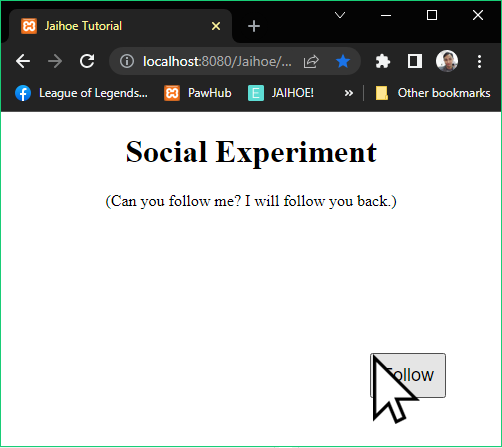 Jaihoe Tutorial
localhost:8080/Jaihoe/...
League of Legends...
PawHub
E
JAIHOE!
»
Other bookmarks
Social Experiment
(Can you follow me? I will follow you back.)
Follow